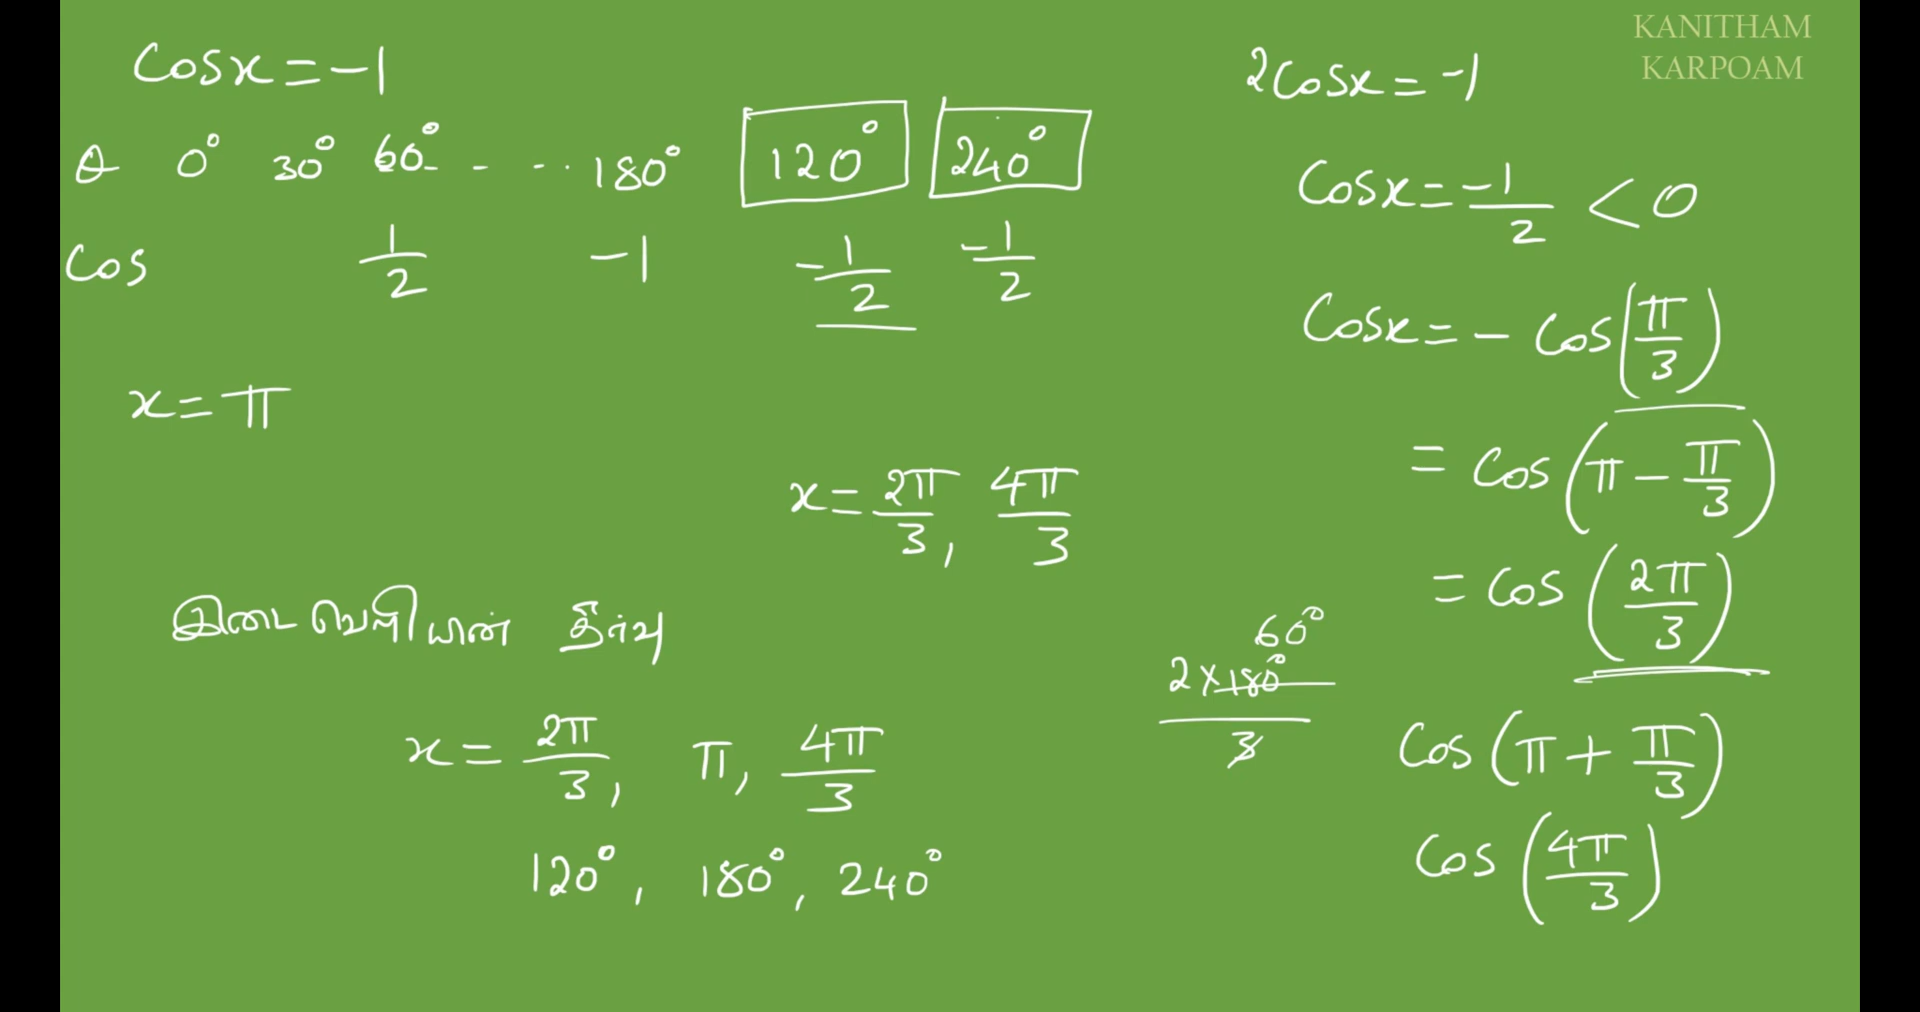 KANITHAM
KARPOAM
Cosx = -1
θ 0° 30° 60° - - .. 180° 120° 240°
Cos 1/2 -1 -1/2 -1/2
x = π
x = 2π/3, 4π/3
இடைவெளியின் தீர்வு
x = 2π/3, π, 4π/3
120°, 180°, 240°
2Cosx = -1
Cosx = -1/2 < 0
Cosx = - Cos(π/3)
= Cos(π - π/3)
= Cos(2π/3)
60°
2 × 180°
3
Cos(π + π/3)
Cos(4π/3)